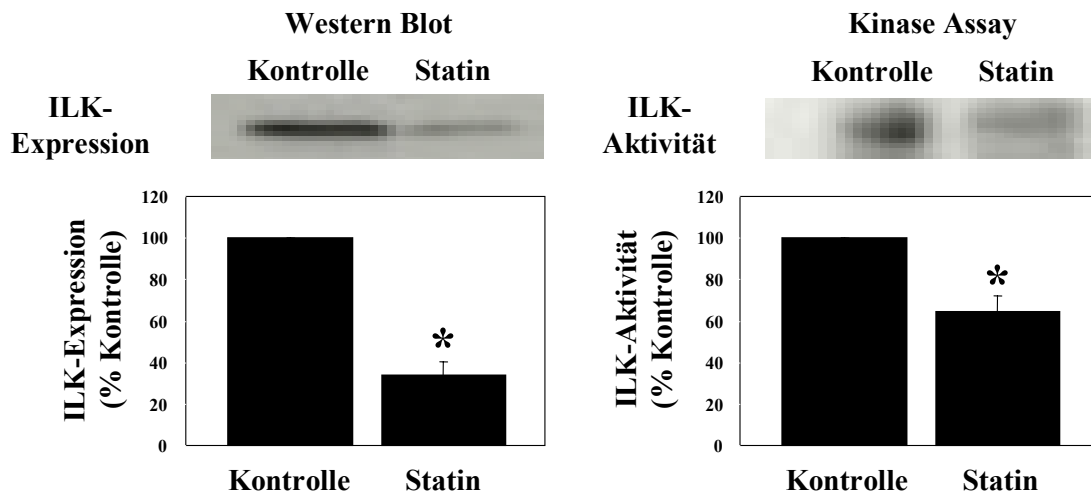 Western Blot
Kontrolle Statin
ILK-
Expression
120
100
80
60
40
20
0
ILK-Expression
(% Kontrolle)
*
Kontrolle Statin
Kinase Assay
Kontrolle Statin
ILK-
Aktivität
120
100
80
60
40
20
0
ILK-Aktivität
(% Kontrolle)
*
Kontrolle Statin